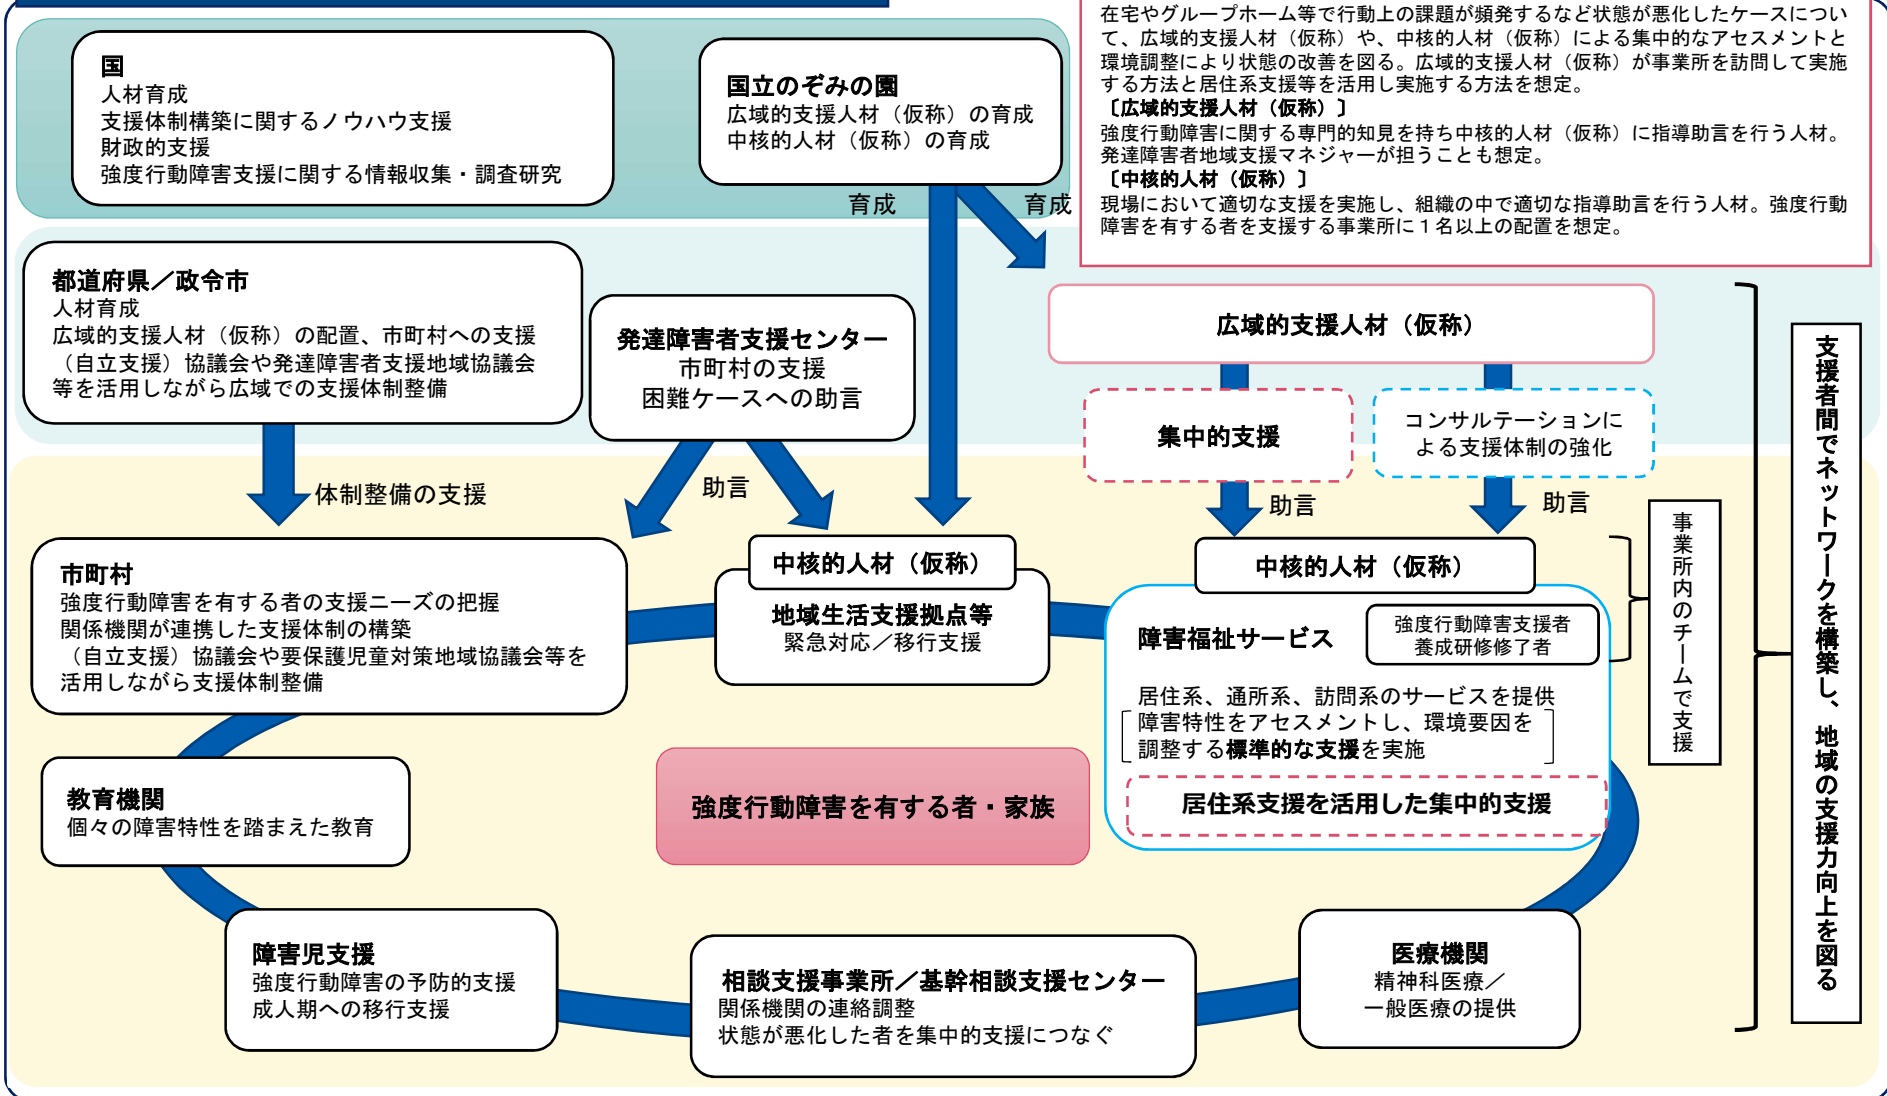 在宅やグループホーム等で行動上の課題が頻発するなど状態が悪化したケースについ
て、広域的支援人材（仮称）や、中核的人材（仮称）による集中的なアセスメントと
環境調整により状態の改善を図る。広域的支援人材（仮称）が事業所を訪問して実施
する方法と居住系支援等を活用し実施する方法を想定。
〔広域的支援人材（仮称）〕
強度行動障害に関する専門的知見を持ち中核的人材（仮称）に指導助言を行う人材。
発達障害者地域支援マネジャーが担うことも想定。
〔中核的人材（仮称）〕
現場において適切な支援を実施し、組織の中で適切な指導助言を行う人材。強度行動
障害を有する者を支援する事業所に１名以上の配置を想定。
国
人材育成
支援体制構築に関するノウハウ支援
財政的支援
強度行動障害支援に関する情報収集・調査研究
国立のぞみの園
広域的支援人材（仮称）の育成
中核的人材（仮称）の育成
育成
育成
都道府県／政令市
人材育成
広域的支援人材（仮称）の配置、市町村への支援
（自立支援）協議会や発達障害者支援地域協議会
等を活用しながら広域での支援体制整備
発達障害者支援センター
市町村の支援
困難ケースへの助言
広域的支援人材（仮称）
集中的支援
コンサルテーションに
よる支援体制の強化
体制整備の支援
助言
助言
助言
市町村
強度行動障害を有する者の支援ニーズの把握
関係機関が連携した支援体制の構築
（自立支援）協議会や要保護児童対策地域協議会等を
活用しながら支援体制整備
中核的人材（仮称）
地域生活支援拠点等
緊急対応／移行支援
中核的人材（仮称）
障害福祉サービス
強度行動障害支援者
養成研修修了者
居住系、通所系、訪問系のサービスを提供
障害特性をアセスメントし、環境要因を
調整する標準的な支援を実施
居住系支援を活用した集中的支援
事業所内のチームで支援
支援者間でネットワークを構築し、地域の支援力向上を図る
教育機関
個々の障害特性を踏まえた教育
強度行動障害を有する者・家族
障害児支援
強度行動障害の予防的支援
成人期への移行支援
相談支援事業所／基幹相談支援センター
関係機関の連絡調整
状態が悪化した者を集中的支援につなぐ
医療機関
精神科医療／
一般医療の提供